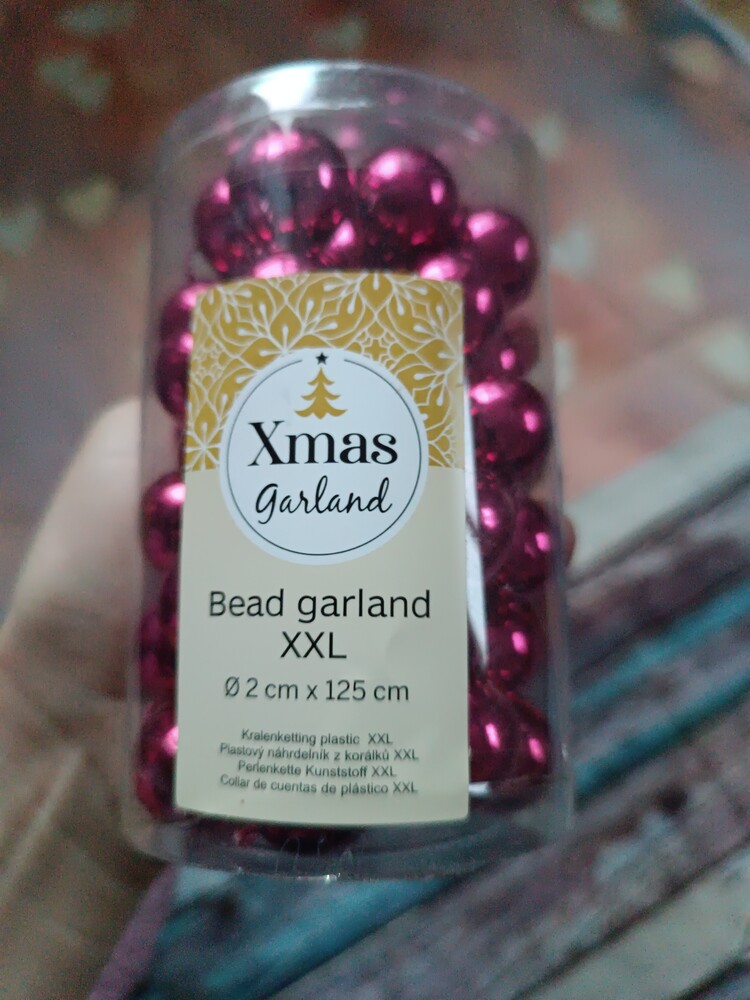 Xmas
Garland
Bead garland
XXL
Ø 2 cm x 125 cm
Kralenketting plastic XXL
Plastový náhrdelník z korálků XXL
Perlenkette Kunststoff XXL
Collar de cuentas de plástico XXL